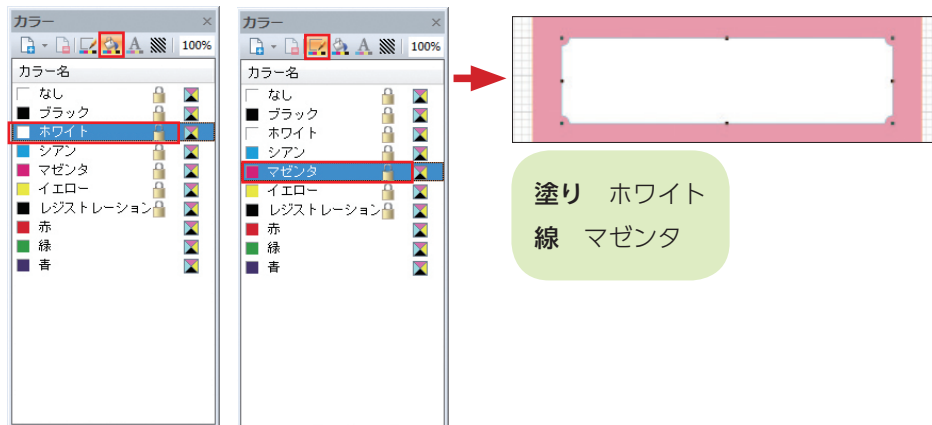 カラー
100%
カラー名
なし
ブラック
ホワイト
シアン
マゼンタ
イエロー
レジストレーション
赤
緑
青
カラー
100%
カラー名
なし
ブラック
ホワイト
シアン
マゼンタ
イエロー
レジストレーション
赤
緑
青
塗り ホワイト
線 マゼンタ